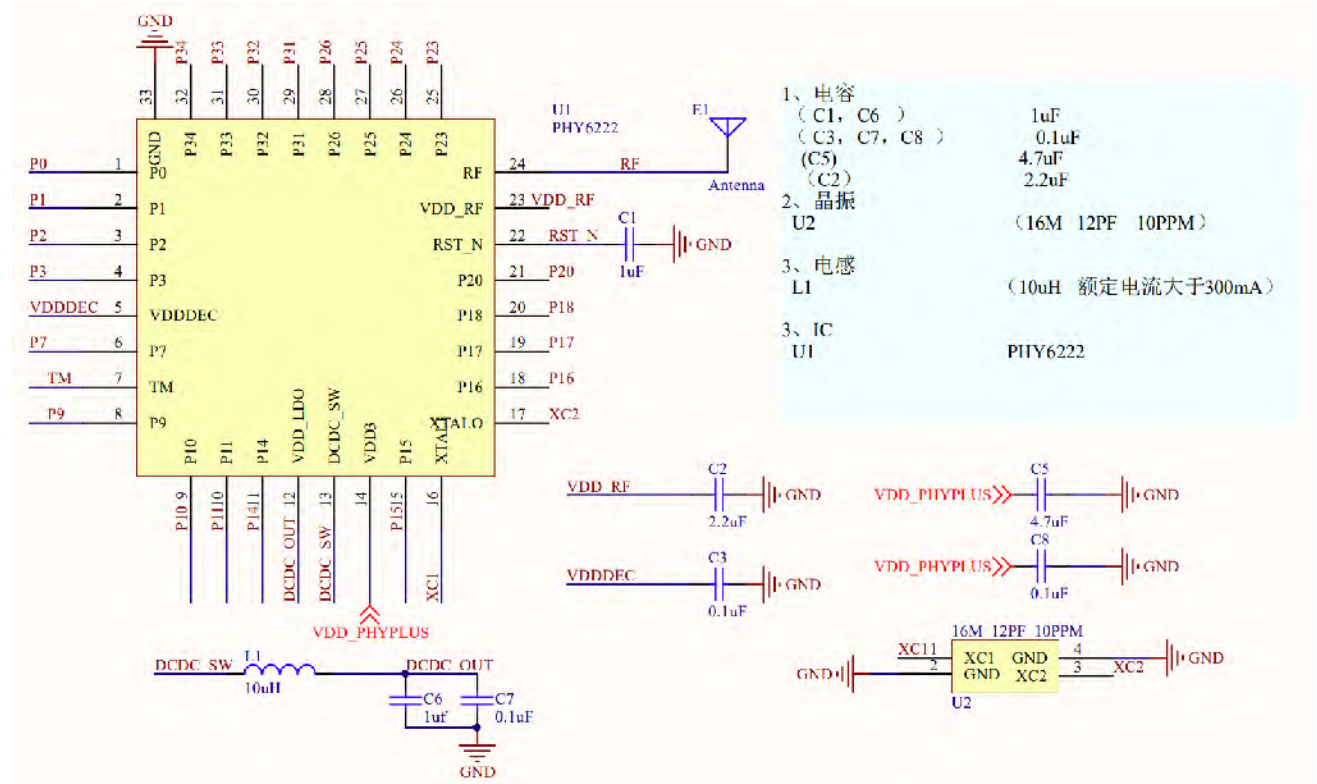 GND
P34
P33
P32
P31
P26
P25
P24
P23
33
32
31
30
29
28
27
26
25
U1
PHY6222
E1
Antenna
GND
P34
P33
P32
P31
P26
P25
P24
P23
P0 1 P0
P1 2 P1
P2 3 P2
P3 4 P3
VDDDEC 5 VDDDEC
P7 6 P7
TM 7 TM
P9 8 P9
RF 24 RF
VDD_RF 23 VDD_RF
RST_N 22 RST_N
C1
1uF
GND
P20 21 P20
P18 20 P18
P17 19 P17
P16 18 P16
XTALO 17 XC2
P10
P11
P14
VDD_LDO
DCDC_SW
VDD3
P15
XTALI
P10 9
P11 10
P14 11
DCDC_OUT 12
DCDC_SW 13
14
P15 15
XC1 16
VDD_PHYPLUS
1、电容
（ C1，C6 ） 1uF
（ C3，C7，C8 ） 0.1uF
(C5) 4.7uF
（C2） 2.2uF
2、晶振
U2 （16M 12PF 10PPM）
3、电感
L1 （10uH 额定电流大于300mA）
3、IC
U1 PHY6222
VDD_RF
C2
2.2uF
GND
VDD_PHYPLUS
C5
4.7uF
GND
VDDDEC
C3
0.1uF
GND
VDD_PHYPLUS
C8
0.1uF
GND
DCDC_SW
L1
10uH
DCDC_OUT
C6
1uf
C7
0.1uF
GND
16M 12PF 10PPM
XC1 1 XC1 GND 4 GND
GND 2 GND XC2 3 XC2
U2